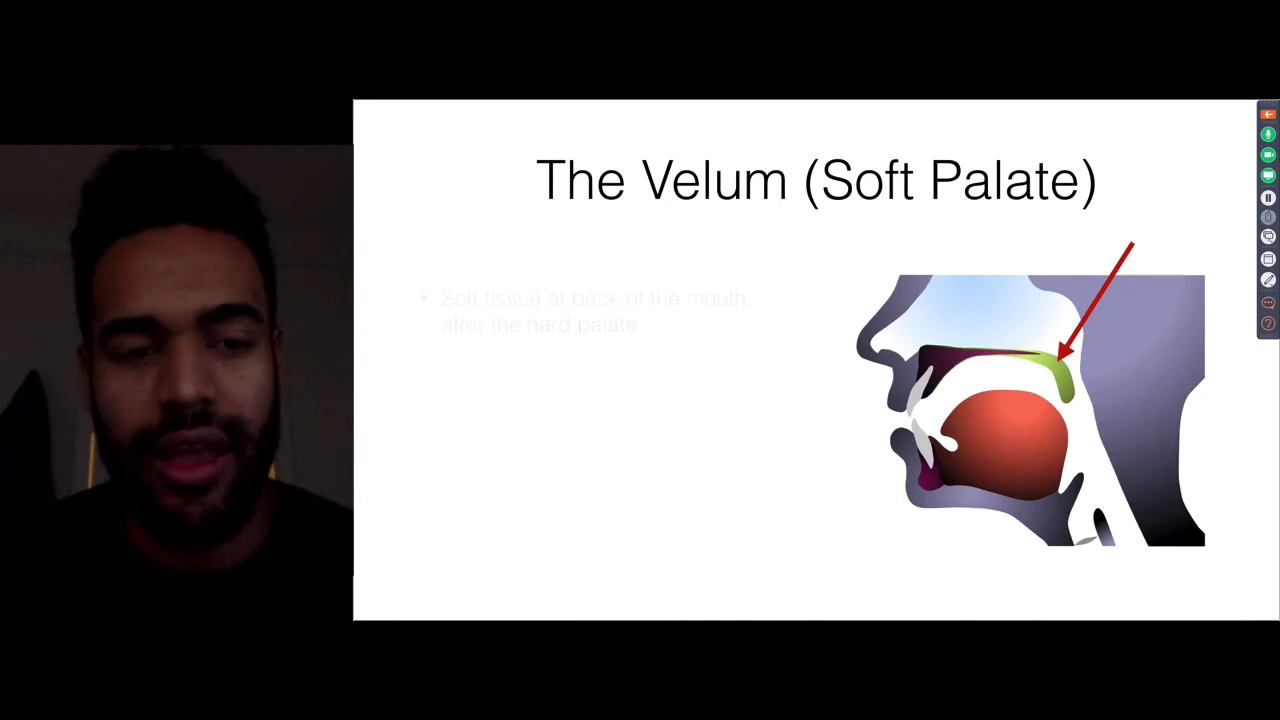 The Velum (Soft Palate)
• Soft tissue at back of the mouth,
after the hard palate